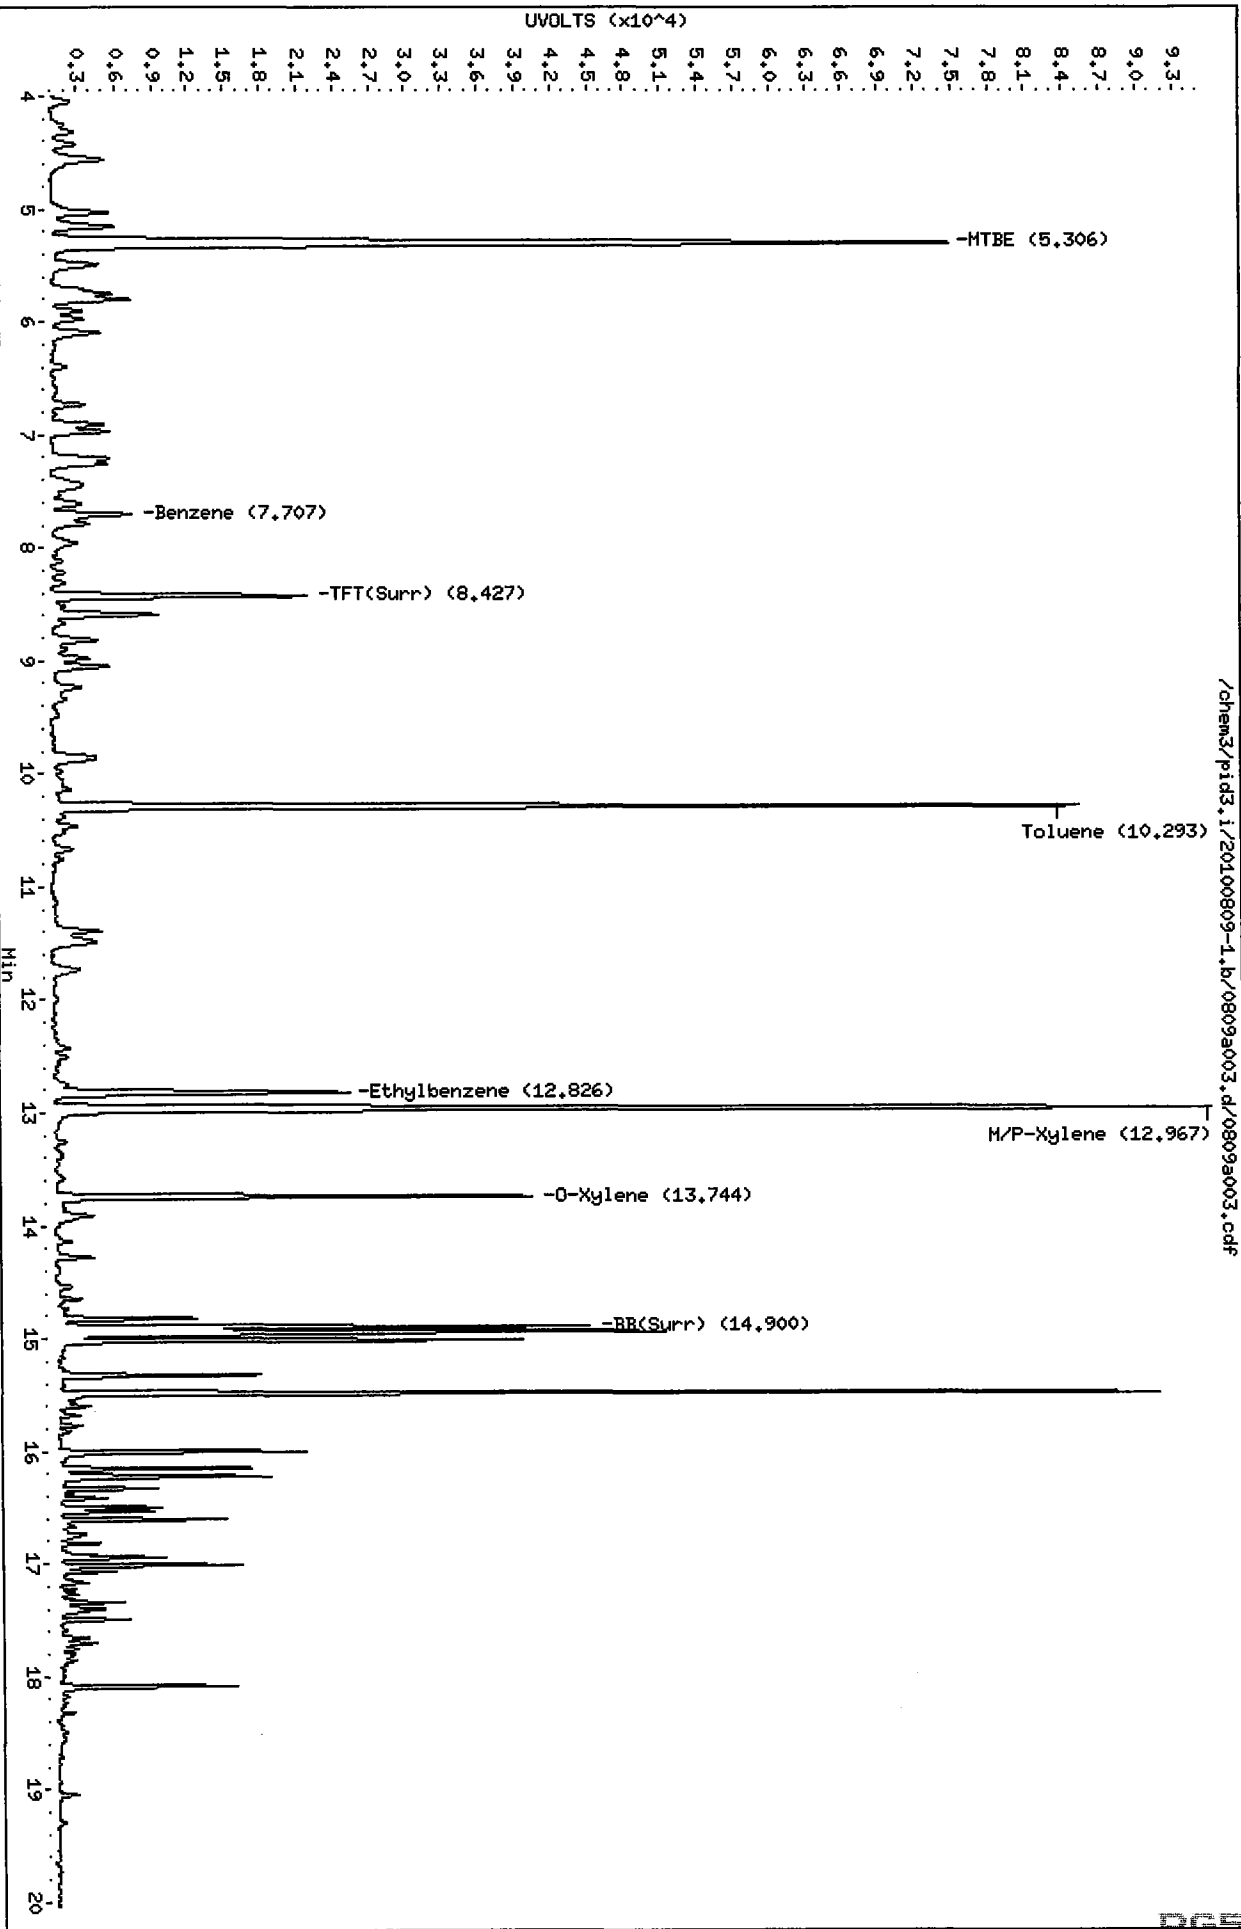 /chem3/pid3.i/20100809-1.b/0809a003.d/0809a003.cdf
UVOLTS (x10^4)
9.3
9.0
8.7
8.4
8.1
7.8
7.5
7.2
6.9
6.6
6.3
6.0
5.7
5.4
5.1
4.8
4.5
4.2
3.9
3.6
3.3
3.0
2.7
2.4
2.1
1.8
1.5
1.2
0.9
0.6
0.3
-MTBE (5.306)
-Benzene (7.707)
-TFT(Surr) (8.427)
Toluene (10.293)
-Ethylbenzene (12.826)
M/P-Xylene (12.967)
-O-Xylene (13.744)
-BB(Surr) (14.900)
4 5 6 7 8 9 10 11 12 13 14 15 16 17 18 19 20
Min